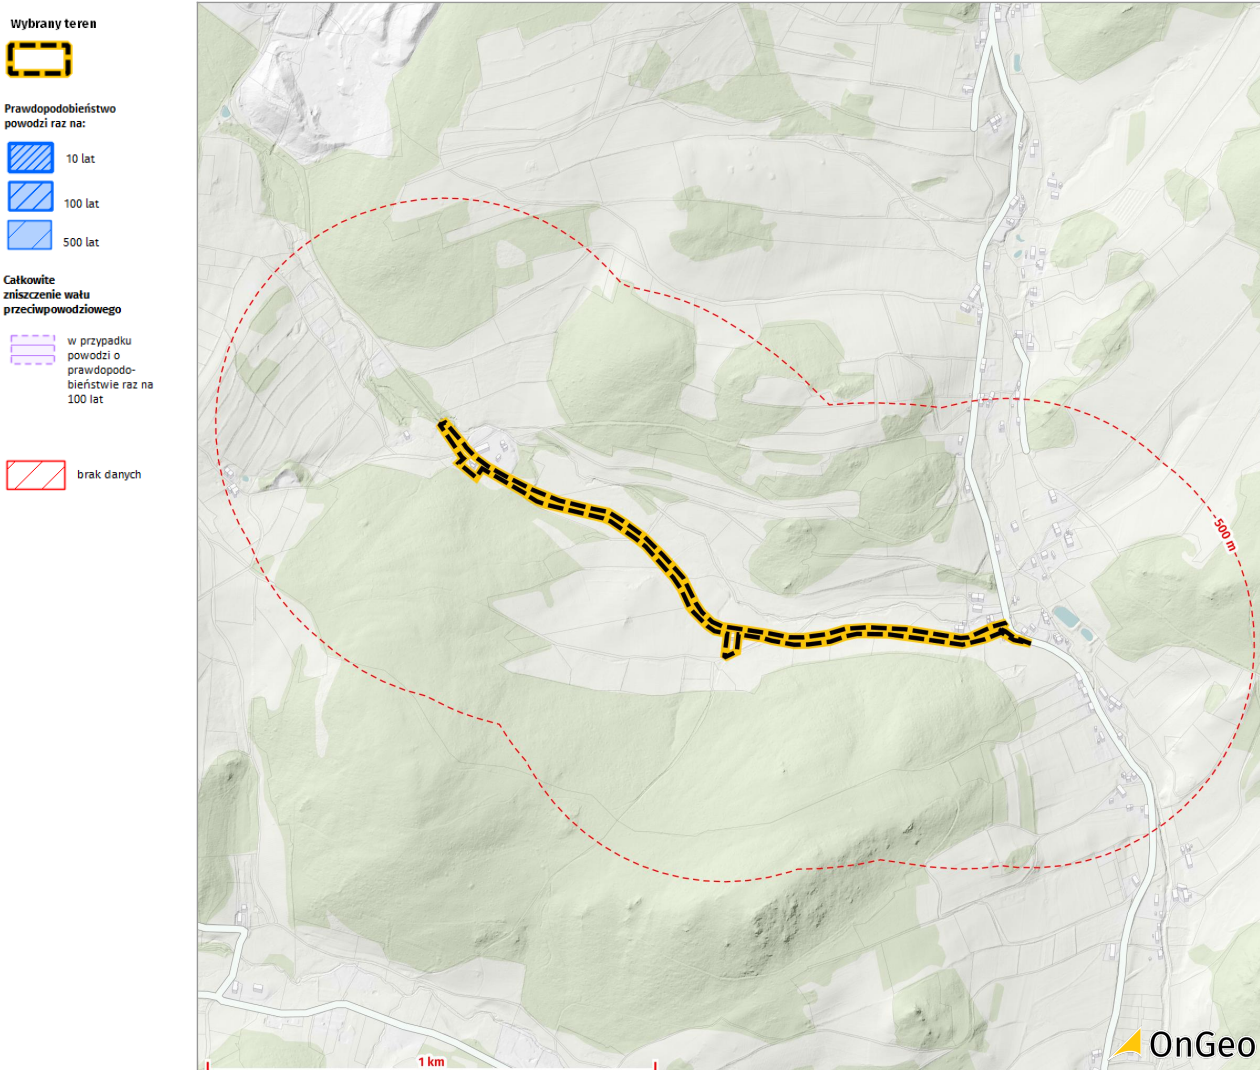 Wybrany teren
Prawdopodobieństwo
powodzi raz na:
10 lat
100 lat
500 lat
Całkowite
zniszczenie wału
przeciwpowodziowego
w przypadku
powodzi o
prawdopodo-
bieństwie raz na
100 lat
brak danych
500 m
1 km
OnGeo